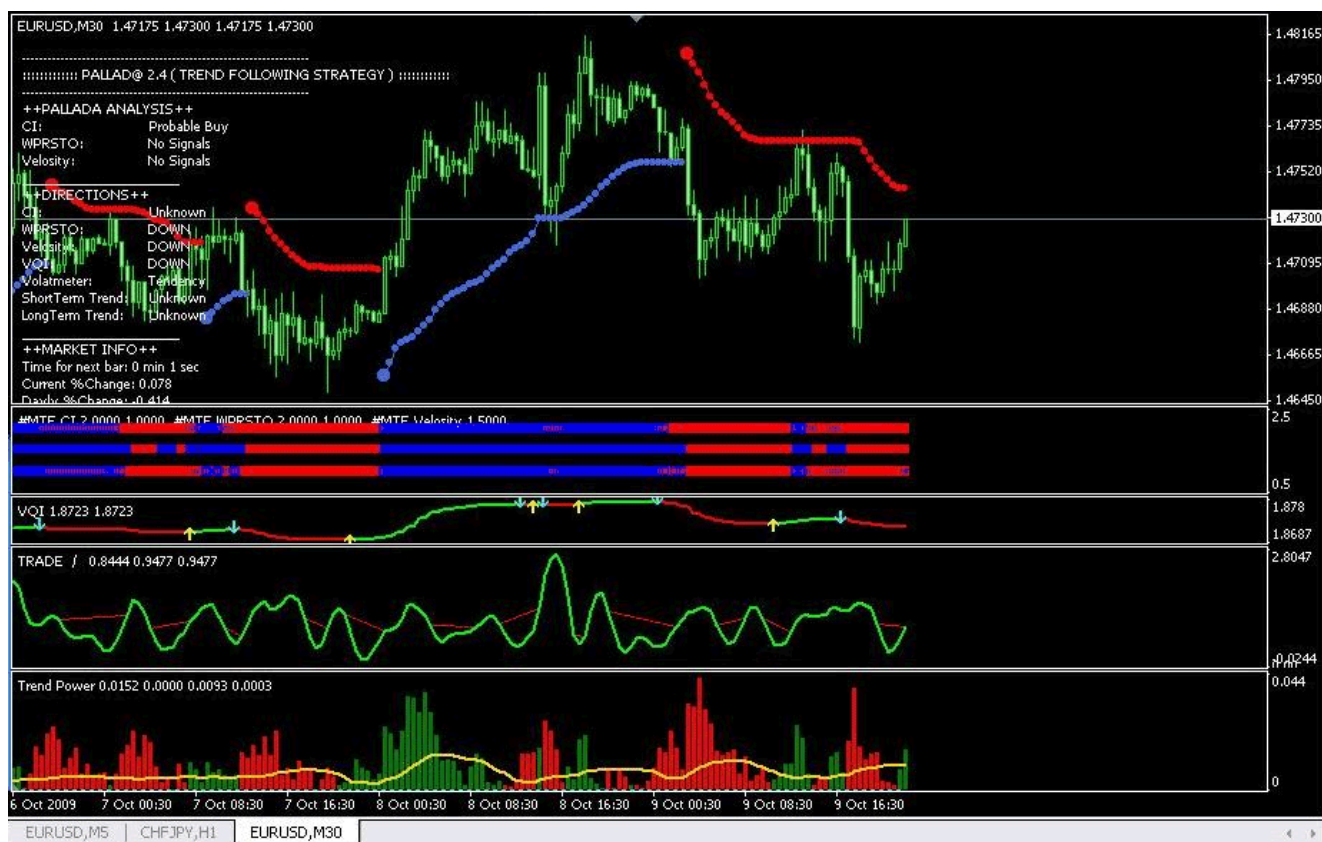 EURUSD,M30 1.47175 1.47300 1.47175 1.47300
--------------------------------------------------------------------
::::::::::::: PALLAD@ 2.4 ( TREND FOLLOWING STRATEGY ) ::::::::::::
--------------------------------------------------------------------
++PALLADA ANALYSIS++
CI: Probable Buy
WPRSTO: No Signals
Velosity: No Signals
++DIRECTIONS++
CI: Unknown
WPRSTO: DOWN
Velosity: DOWN
VQI: DOWN
Volatmeter: Tendency
ShortTerm Trend: Unknown
LongTerm Trend: Unknown
++MARKET INFO++
Time for next bar: 0 min 1 sec
Current %Change: 0.078
%Change: -0.414
1.48165
1.47950
1.47735
1.47520
1.47300
1.47095
1.46880
1.46665
1.46450
#MTF CI 2.0000 1.0000 #MTF WPRSTO 2.0000 1.0000 #MTF Velosity 1.5000
2.5
0.5
VQI 1.8723 1.8723
1.878
1.8687
TRADE / 0.8444 0.9477 0.9477
2.8047
-0.0244
Trend Power 0.0152 0.0000 0.0093 0.0003
0.044
0
6 Oct 2009 7 Oct 00:30 7 Oct 08:30 7 Oct 16:30 8 Oct 00:30 8 Oct 08:30 8 Oct 16:30 9 Oct 00:30 9 Oct 08:30 9 Oct 16:30
EURUSD,M5 CHFJPY,H1 EURUSD,M30